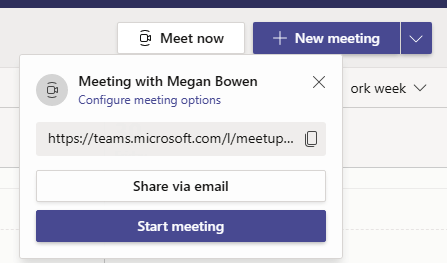 Meet now
New meeting
Meeting with Megan Bowen
Configure meeting options
ork week
https://teams.microsoft.com/l/meetup...
Share via email
Start meeting